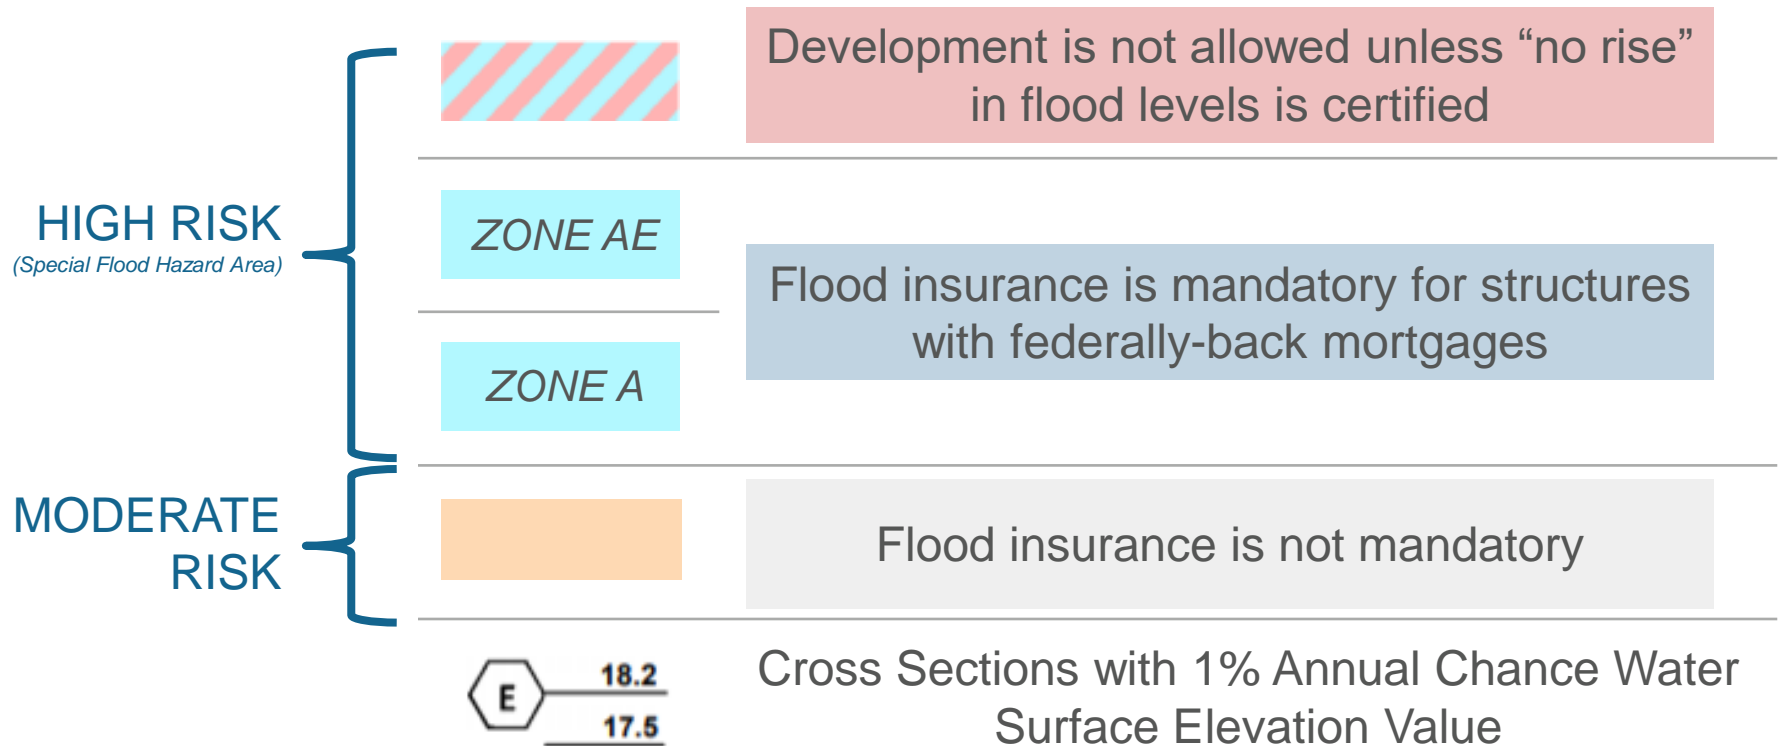 Development is not allowed unless “no rise”
in flood levels is certified
HIGH RISK
(Special Flood Hazard Area)
ZONE AE
Flood insurance is mandatory for structures
with federally-back mortgages
ZONE A
MODERATE
RISK
Flood insurance is not mandatory
E
18.2
17.5
Cross Sections with 1% Annual Chance Water
Surface Elevation Value